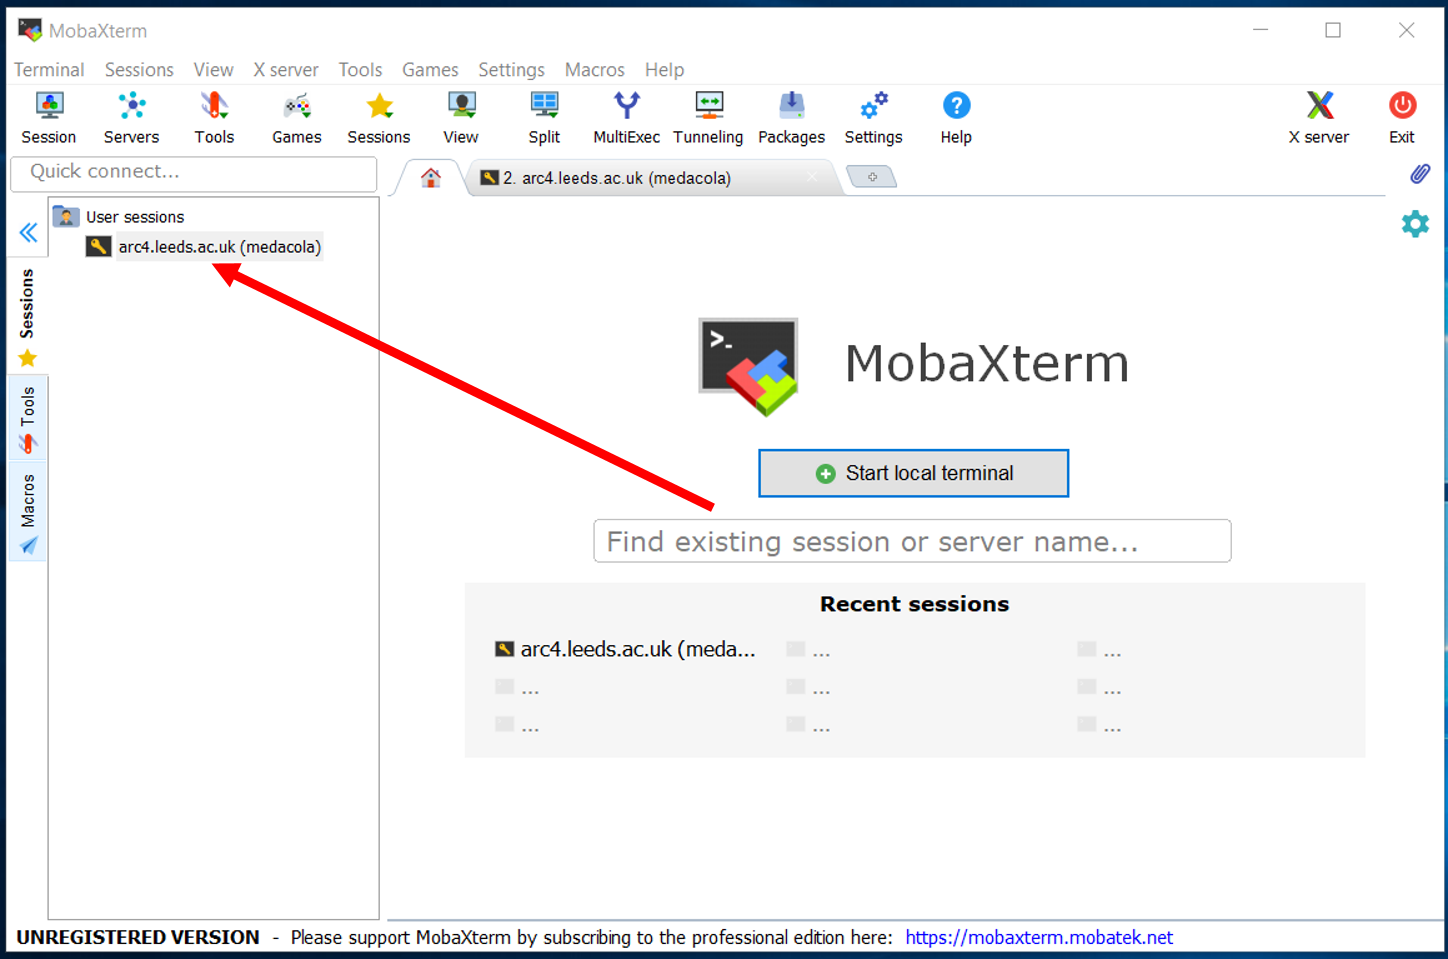 MobaXterm
Terminal Sessions View X server Tools Games Settings Macros Help
Session Servers Tools Games Sessions View Split MultiExec Tunneling Packages Settings Help X server Exit
Quick connect...
2. arc4.leeds.ac.uk (medacola)
User sessions
arc4.leeds.ac.uk (medacola)
Sessions
Tools
Macros
>_
MobaXterm
Start local terminal
Find existing session or server name...
Recent sessions
arc4.leeds.ac.uk (meda... ... ...
... ... ...
... ... ...
UNREGISTERED VERSION - Please support MobaXterm by subscribing to the professional edition here: https://mobaxterm.mobatek.net